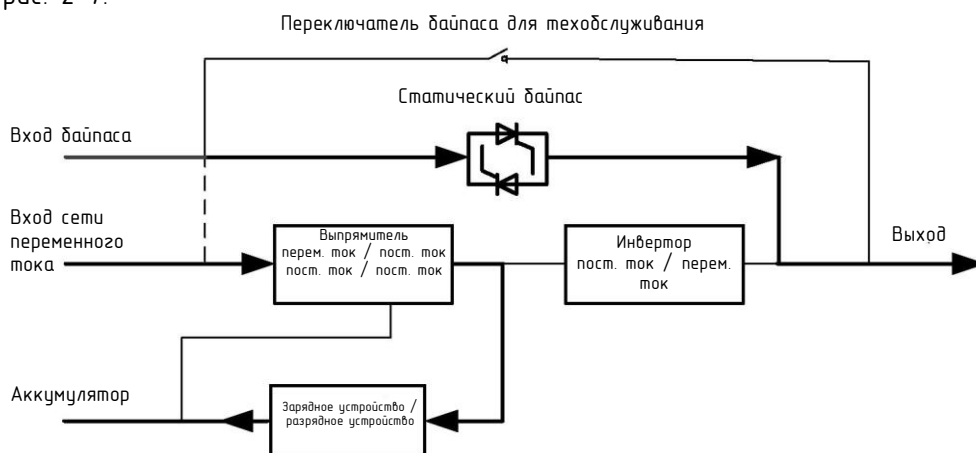 рис. 2-7.
Переключатель байпаса для техобслуживания
Статический байпас
Вход байпаса
Вход сети
переменного
тока
Выпрямитель
перем. ток / пост. ток
пост. ток / пост. ток
Инвертор
пост. ток / перем.
ток
Выход
Аккумулятор
Зарядное устройство /
разрядное устройство